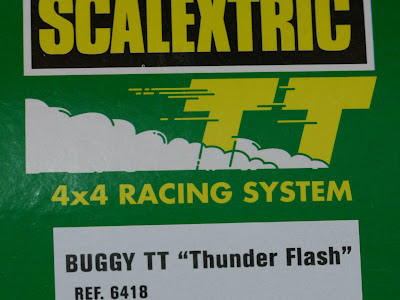 SCALEXTRIC
TT
4x4 RACING SYSTEM
BUGGY TT “Thunder Flash”
REF. 6418